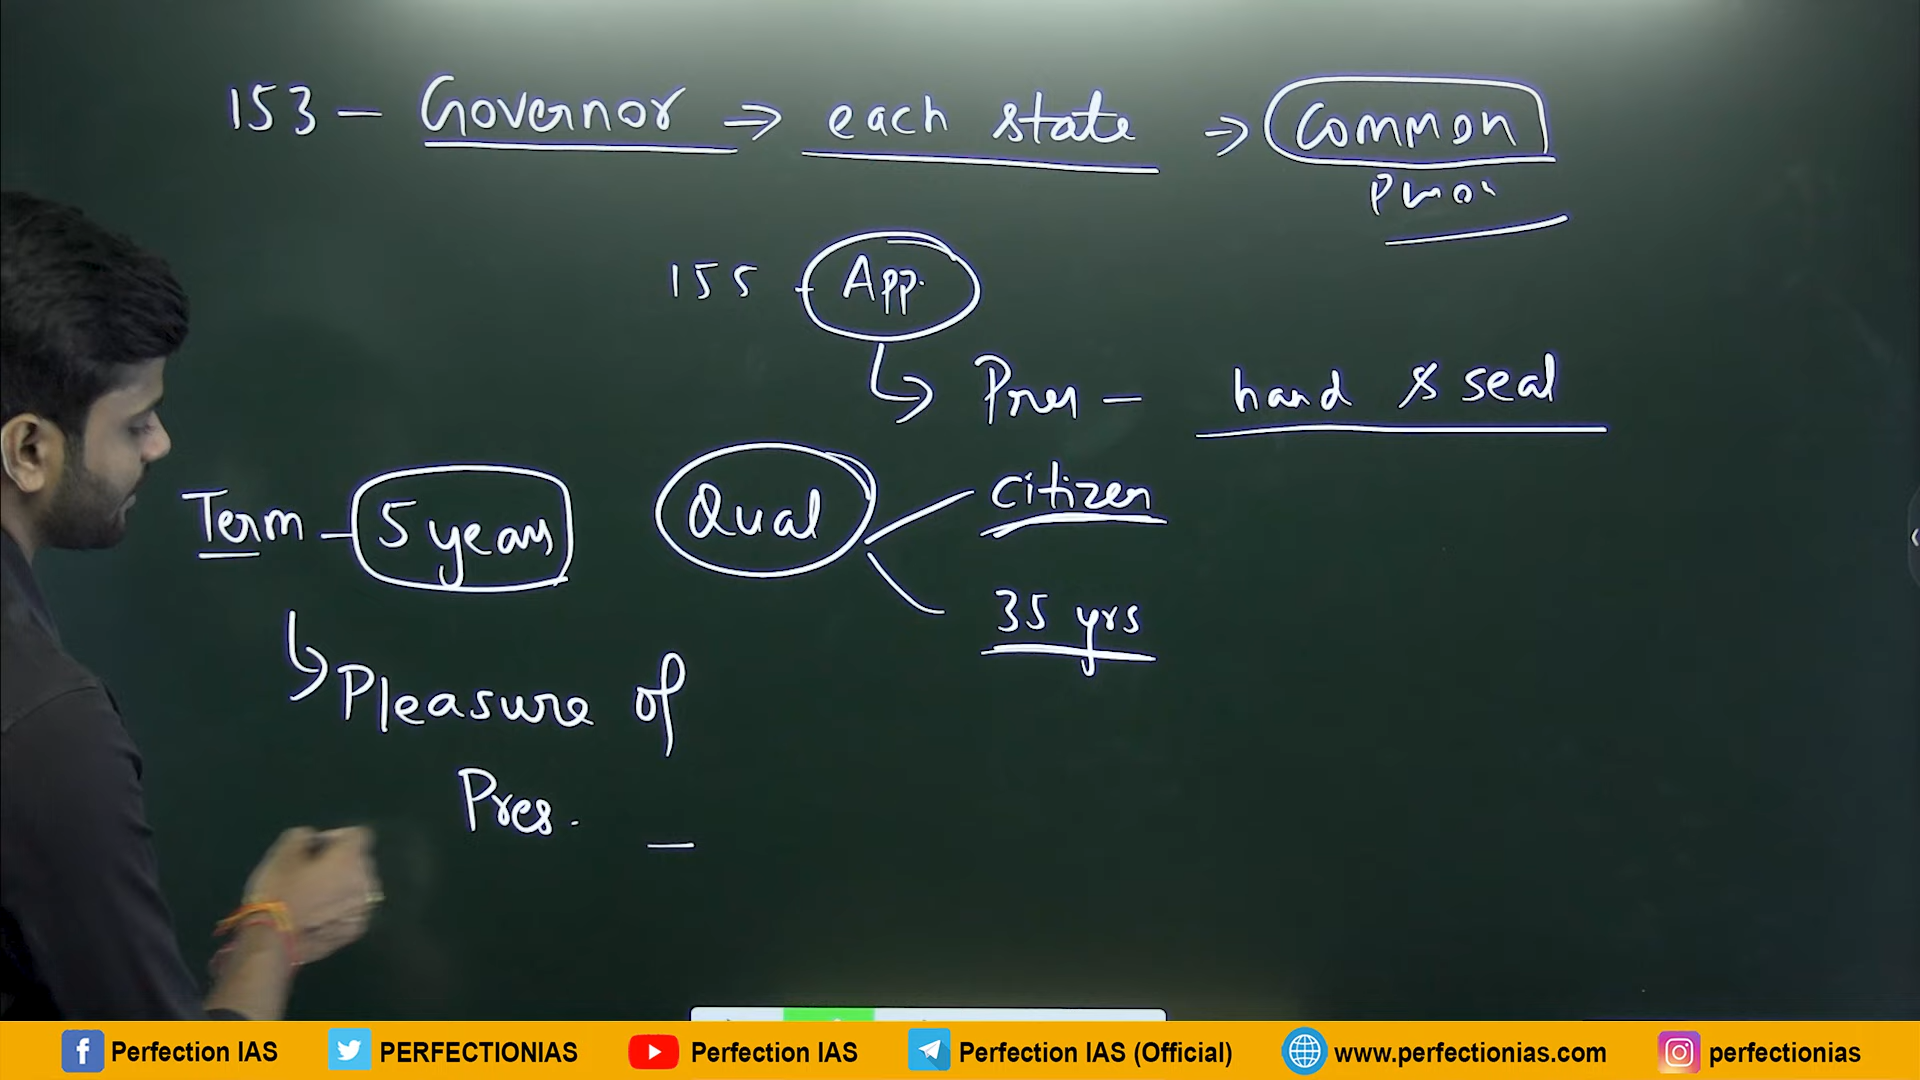 153 - Governor → each state → Common
155 - App.
↳ Pres - hand & seal
Term - 5 years
Qual
citizen
35 yrs
↳ Pleasure of
Pres. -
Perfection IAS
PERFECTIONIAS
Perfection IAS
Perfection IAS (Official)
www.perfectionias.com
perfectionias